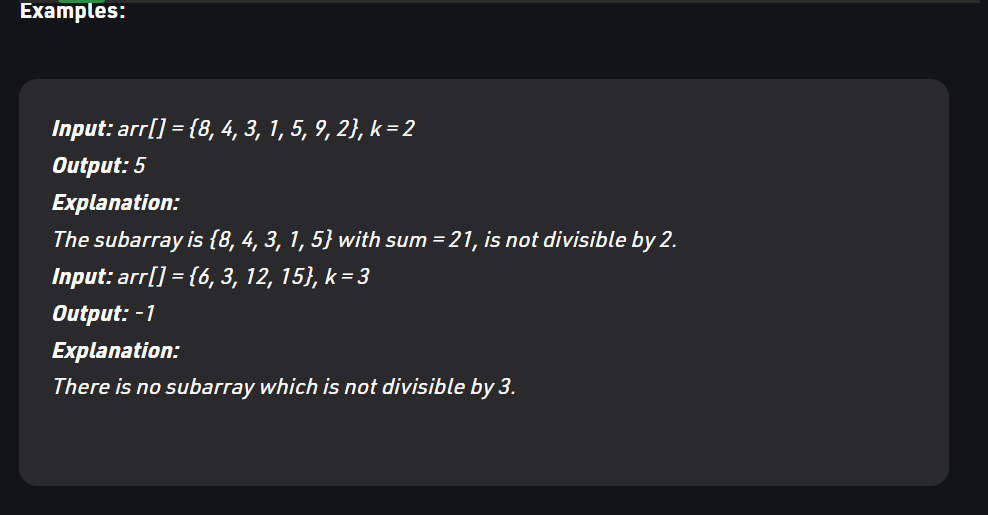 Examples:
Input: arr[] = {8, 4, 3, 1, 5, 9, 2}, k = 2
Output: 5
Explanation:
The subarray is {8, 4, 3, 1, 5} with sum = 21, is not divisible by 2.
Input: arr[] = {6, 3, 12, 15}, k = 3
Output: -1
Explanation:
There is no subarray which is not divisible by 3.